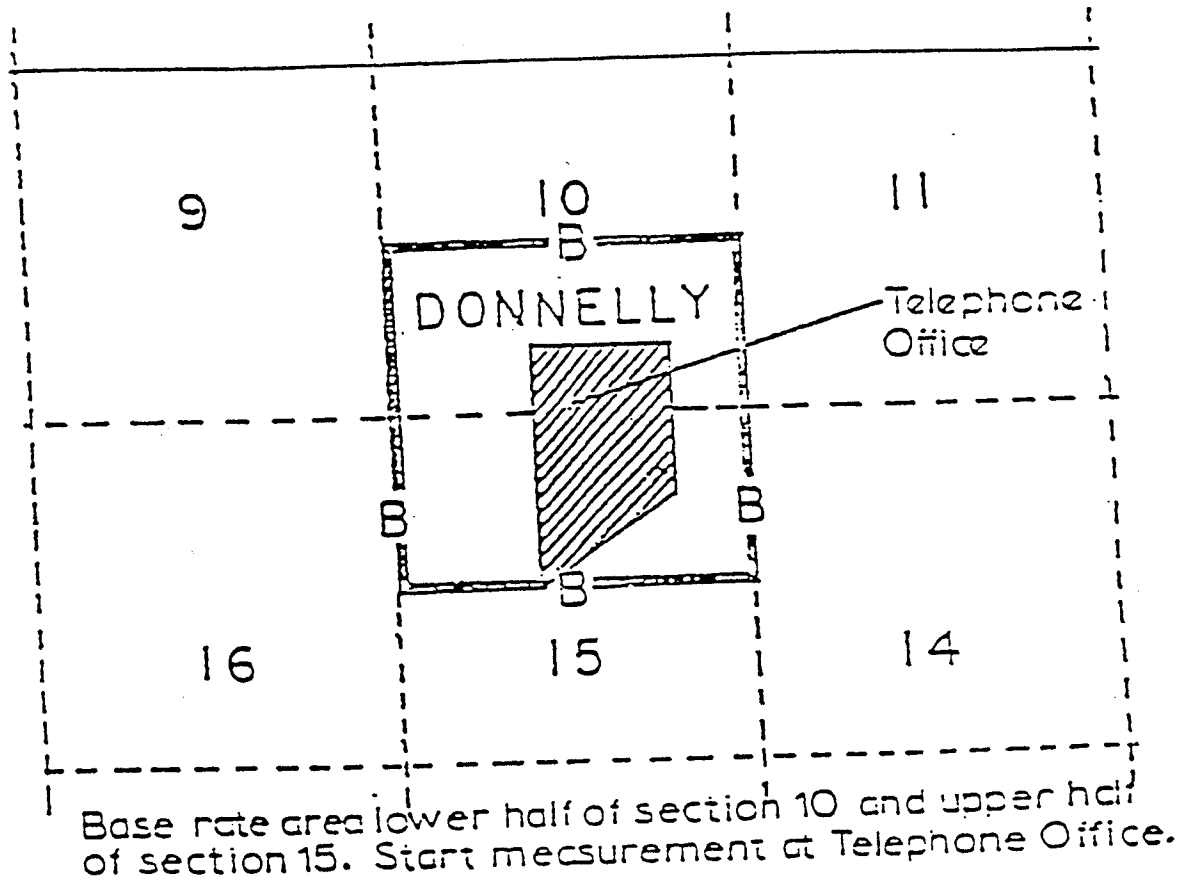 9
10
11
B
DONNELLY
Telephone
Office
B
B
B
16
15
14
Base rate area lower half of section 10 and upper half
of section 15. Start measurement at Telephone Office.